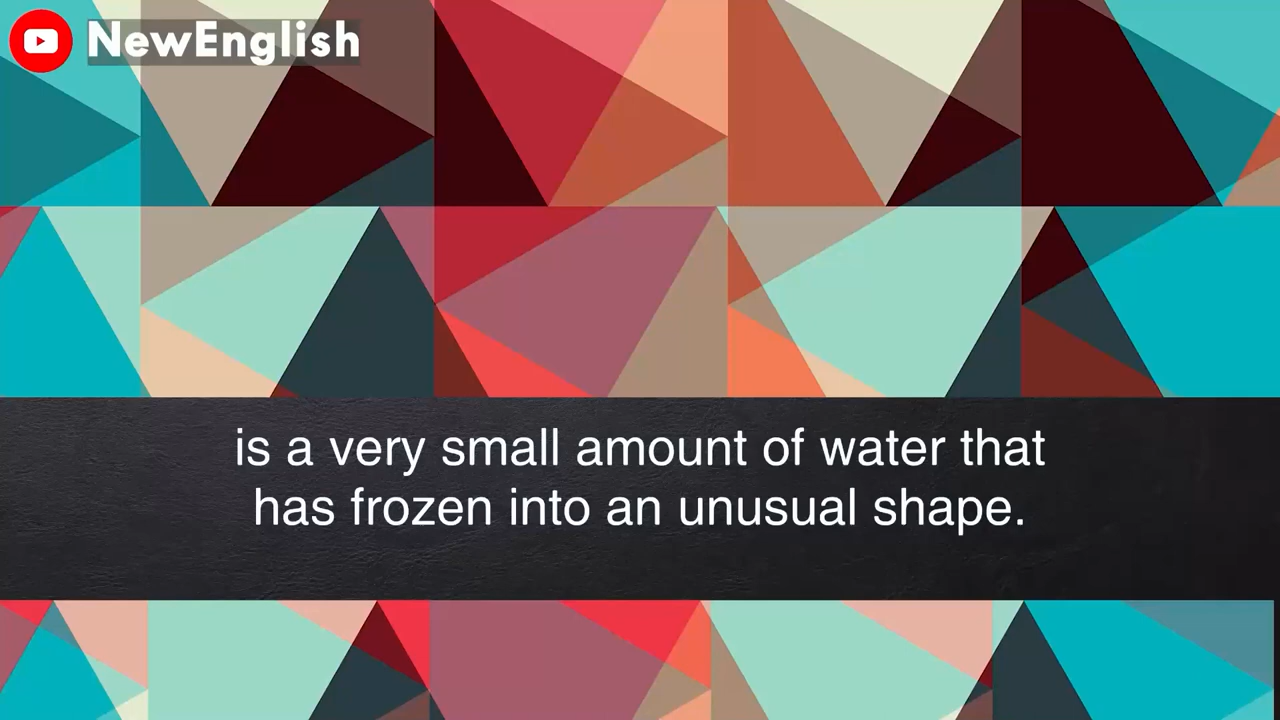 NewEnglish
is a very small amount of water that
has frozen into an unusual shape.